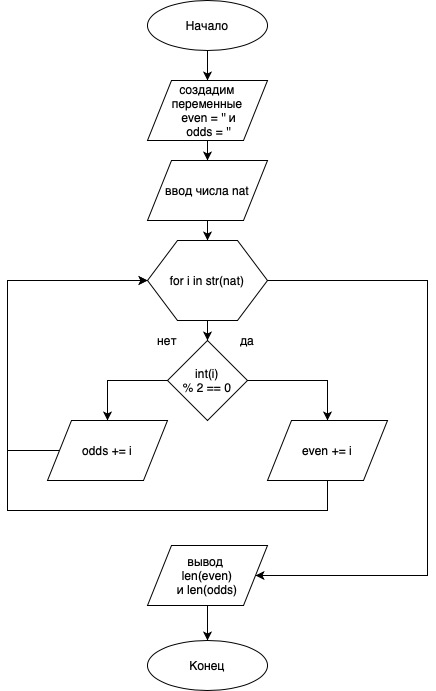 Начало
создадим
переменные
even = '' и
odds = ''
ввод числа nat
for i in str(nat)
нет
да
int(i)
% 2 == 0
odds += i
even += i
вывод
len(even)
и len(odds)
Конец